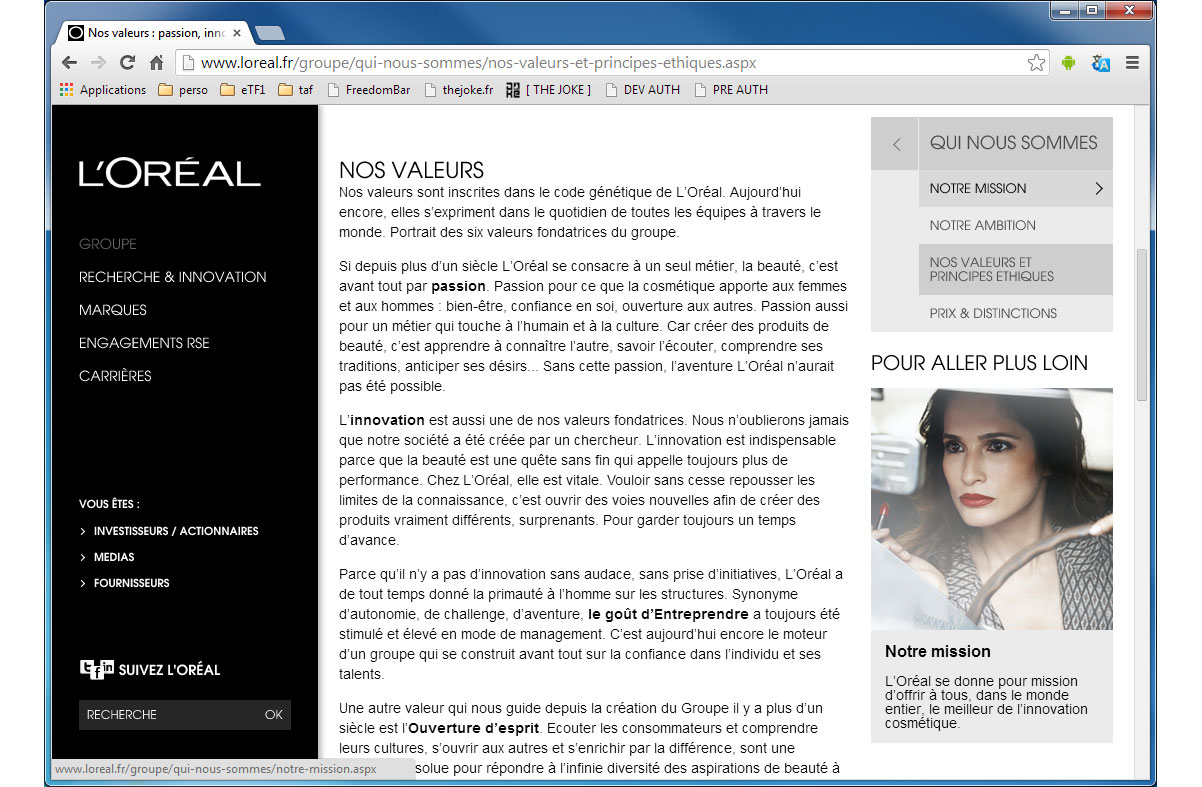 Nos valeurs : passion, inno
www.loreal.fr/groupe/qui-nous-sommes/nos-valeurs-et-principes-ethiques.aspx
Applications perso eTF1 taf FreedomBar thejoke.fr [ THE JOKE ] DEV AUTH PRE AUTH
L'ORÉAL
GROUPE
RECHERCHE & INNOVATION
MARQUES
ENGAGEMENTS RSE
CARRIÈRES
VOUS ÊTES :
INVESTISSEURS / ACTIONNAIRES
MEDIAS
FOURNISSEURS
SUIVEZ L'ORÉAL
RECHERCHE OK
www.loreal.fr/groupe/qui-nous-sommes/notre-mission.aspx
NOS VALEURS
Nos valeurs sont inscrites dans le code génétique de L’Oréal. Aujourd’hui
encore, elles s’expriment dans le quotidien de toutes les équipes à travers le
monde. Portrait des six valeurs fondatrices du groupe.
Si depuis plus d’un siècle L’Oréal se consacre à un seul métier, la beauté, c’est
avant tout par passion. Passion pour ce que la cosmétique apporte aux femmes
et aux hommes : bien-être, confiance en soi, ouverture aux autres. Passion aussi
pour un métier qui touche à l’humain et à la culture. Car créer des produits de
beauté, c’est apprendre à connaître l’autre, savoir l’écouter, comprendre ses
traditions, anticiper ses désirs... Sans cette passion, l’aventure L’Oréal n’aurait
pas été possible.
L’innovation est aussi une de nos valeurs fondatrices. Nous n’oublierons jamais
que notre société a été créée par un chercheur. L’innovation est indispensable
parce que la beauté est une quête sans fin qui appelle toujours plus de
performance. Chez L’Oréal, elle est vitale. Vouloir sans cesse repousser les
limites de la connaissance, c’est ouvrir des voies nouvelles afin de créer des
produits vraiment différents, surprenants. Pour garder toujours un temps
d’avance.
Parce qu’il n’y a pas d’innovation sans audace, sans prise d’initiatives, L’Oréal a
de tout temps donné la primauté à l’homme sur les structures. Synonyme
d’autonomie, de challenge, d’aventure, le goût d’Entreprendre a toujours été
stimulé et élevé en mode de management. C’est aujourd’hui encore le moteur
d’un groupe qui se construit avant tout sur la confiance dans l’individu et ses
talents.
Une autre valeur qui nous guide depuis la création du Groupe il y a plus d’un
siècle est l’Ouverture d’esprit. Ecouter les consommateurs et comprendre
leurs cultures, s’ouvrir aux autres et s’enrichir par la différence, sont une
solue pour répondre à l’infinie diversité des aspirations de beauté à
QUI NOUS SOMMES
NOTRE MISSION
NOTRE AMBITION
NOS VALEURS ET
PRINCIPES ETHIQUES
PRIX & DISTINCTIONS
POUR ALLER PLUS LOIN
Notre mission
L’Oréal se donne pour mission
d’offrir à tous, dans le monde
entier, le meilleur de l’innovation
cosmétique.